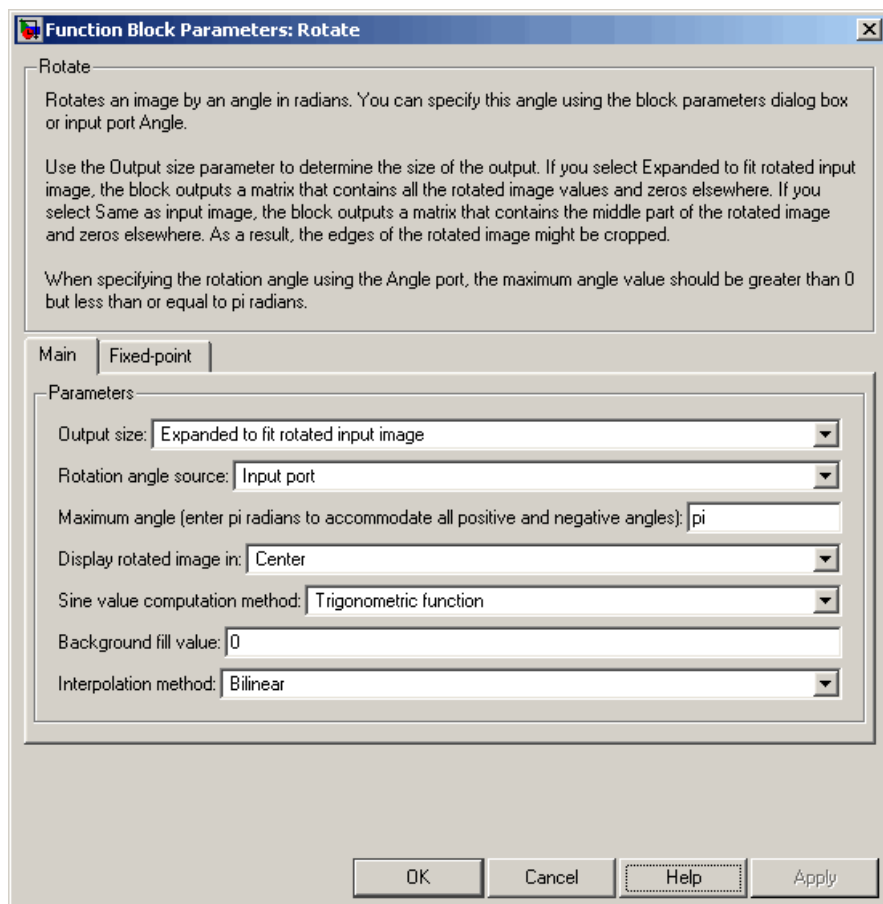 Function Block Parameters: Rotate
Rotate
Rotates an image by an angle in radians. You can specify this angle using the block parameters dialog box
or input port Angle.
Use the Output size parameter to determine the size of the output. If you select Expanded to fit rotated input
image, the block outputs a matrix that contains all the rotated image values and zeros elsewhere. If you
select Same as input image, the block outputs a matrix that contains the middle part of the rotated image
and zeros elsewhere. As a result, the edges of the rotated image might be cropped.
When specifying the rotation angle using the Angle port, the maximum angle value should be greater than 0
but less than or equal to pi radians.
Main Fixed-point
Parameters
Output size: Expanded to fit rotated input image
Rotation angle source: Input port
Maximum angle (enter pi radians to accommodate all positive and negative angles): pi
Display rotated image in: Center
Sine value computation method: Trigonometric function
Background fill value: 0
Interpolation method: Bilinear
OK Cancel Help Apply